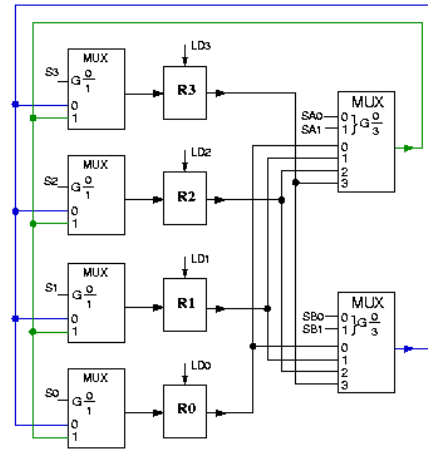 MUX
S3
G 0/1
0
1
LD3
R3
MUX
S2
G 0/1
0
1
LD2
R2
MUX
S1
G 0/1
0
1
LD1
R1
MUX
S0
G 0/1
0
1
LD0
R0
MUX
SA0 0
SA1 1 } G 0/3
0
1
2
3
MUX
SB0 0
SB1 1 } G 0/3
0
1
2
3